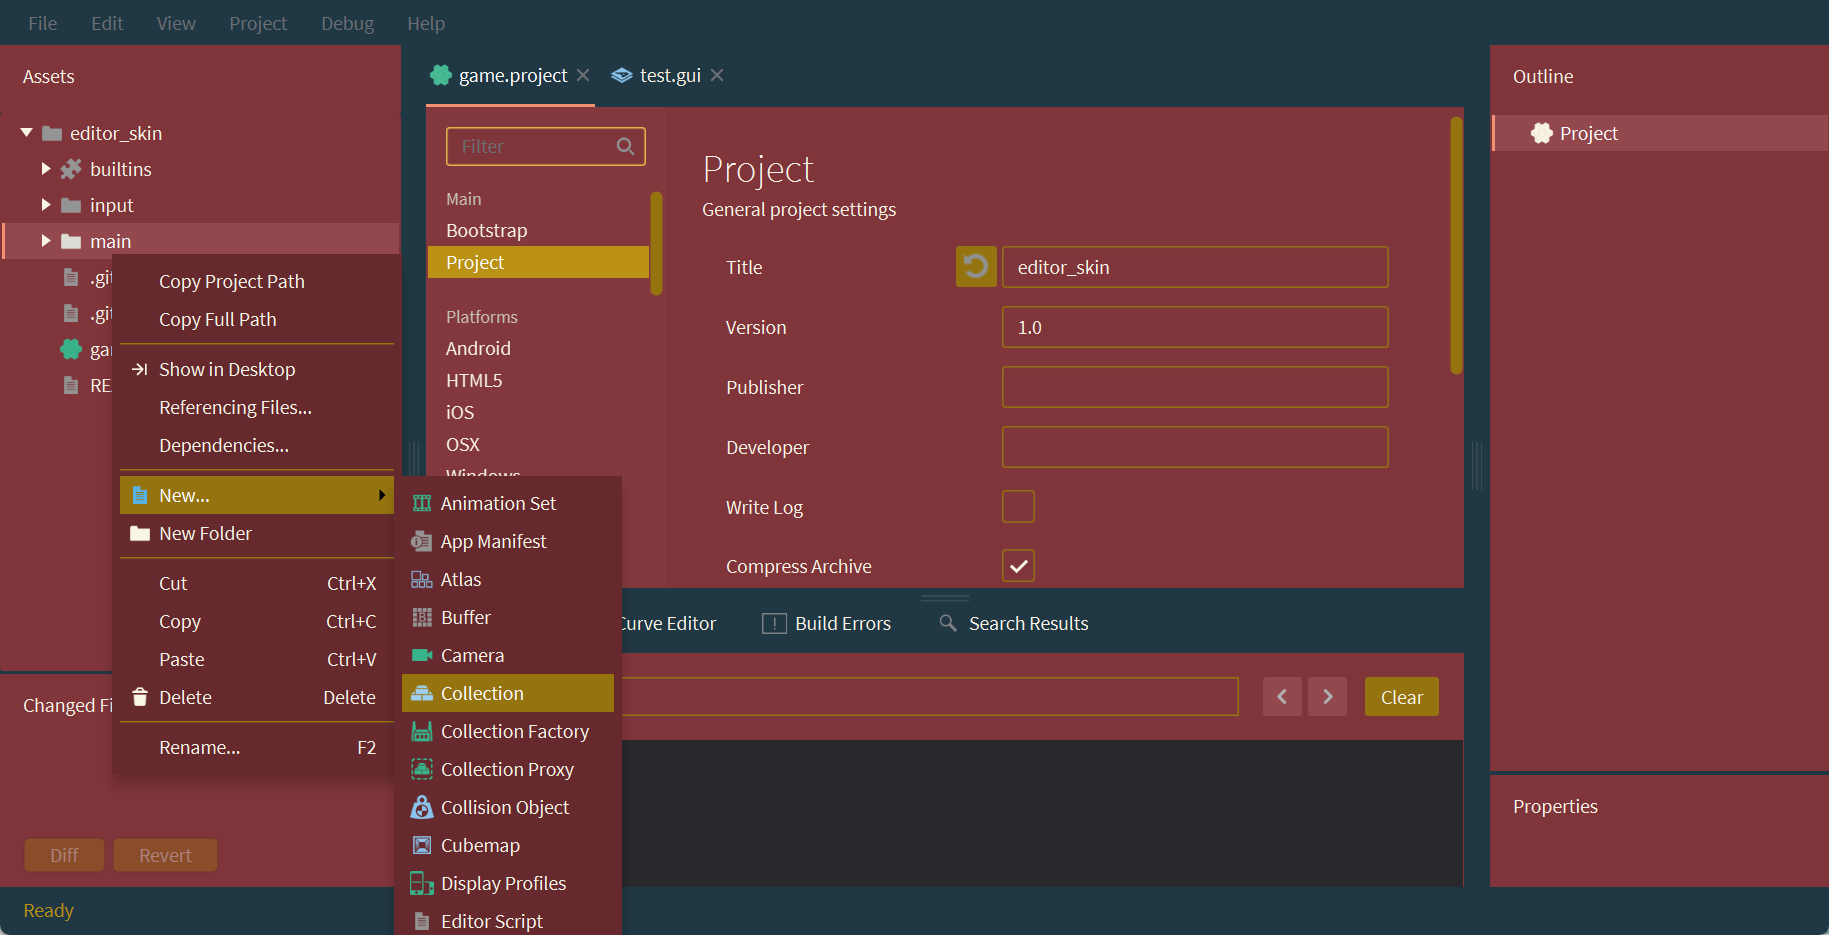 File Edit View Project Debug Help
Assets
editor_skin
builtins
input
main
.git
.git
RE
Copy Project Path
Copy Full Path
Show in Desktop
Referencing Files...
Dependencies...
New...
New Folder
Cut Ctrl+X
Copy Ctrl+C
Paste Ctrl+V
Delete Delete
Rename... F2
Animation Set
App Manifest
Atlas
Buffer
Camera
Collection
Collection Factory
Collection Proxy
Collision Object
Cubemap
Display Profiles
Editor Script
Changed Fi
Diff Revert
Ready
game.project test.gui
Filter
Main
Bootstrap
Project
Platforms
Android
HTML5
iOS
OSX
Windows
Project
General project settings
Title editor_skin
Version 1.0
Publisher
Developer
Write Log
Compress Archive
Curve Editor Build Errors Search Results
Clear
Outline
Project
Properties